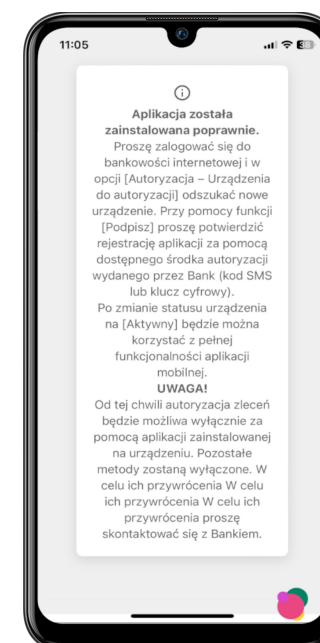 11:05
38
Aplikacja została
zainstalowana poprawnie.
Proszę zalogować się do
bankowości internetowej i w
opcji [Autoryzacja – Urządzenia
do autoryzacji] odszukać nowe
urządzenie. Przy pomocy funkcji
[Podpisz] proszę potwierdzić
rejestrację aplikacji za pomocą
dostępnego środka autoryzacji
wydanego przez Bank (kod SMS
lub klucz cyfrowy).
Po zmianie statusu urządzenia
na [Aktywny] będzie można
korzystać z pełnej
funkcjonalności aplikacji
mobilnej.
UWAGA!
Od tej chwili autoryzacja zleceń
będzie możliwa wyłącznie za
pomocą aplikacji zainstalowanej
na urządzeniu. Pozostałe
metody zostaną wyłączone. W
celu ich przywrócenia W celu
ich przywrócenia W celu ich
przywrócenia proszę
skontaktować się z Bankiem.